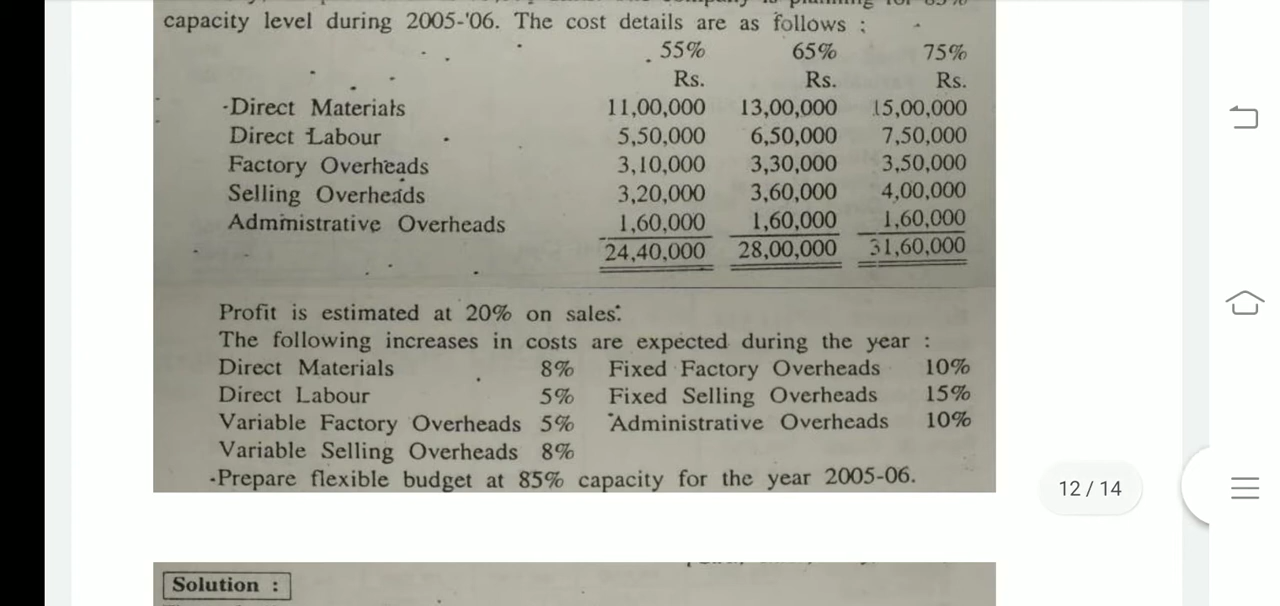 capacity level during 2005-'06. The cost details are as follows :
55% 65% 75%
Rs. Rs. Rs.
Direct Materials 11,00,000 13,00,000 15,00,000
Direct Labour 5,50,000 6,50,000 7,50,000
Factory Overheads 3,10,000 3,30,000 3,50,000
Selling Overheads 3,20,000 3,60,000 4,00,000
Administrative Overheads 1,60,000 1,60,000 1,60,000
24,40,000 28,00,000 31,60,000
Profit is estimated at 20% on sales.
The following increases in costs are expected during the year :
Direct Materials 8% Fixed Factory Overheads 10%
Direct Labour 5% Fixed Selling Overheads 15%
Variable Factory Overheads 5% Administrative Overheads 10%
Variable Selling Overheads 8%
Prepare flexible budget at 85% capacity for the year 2005-06.
12 / 14
Solution :